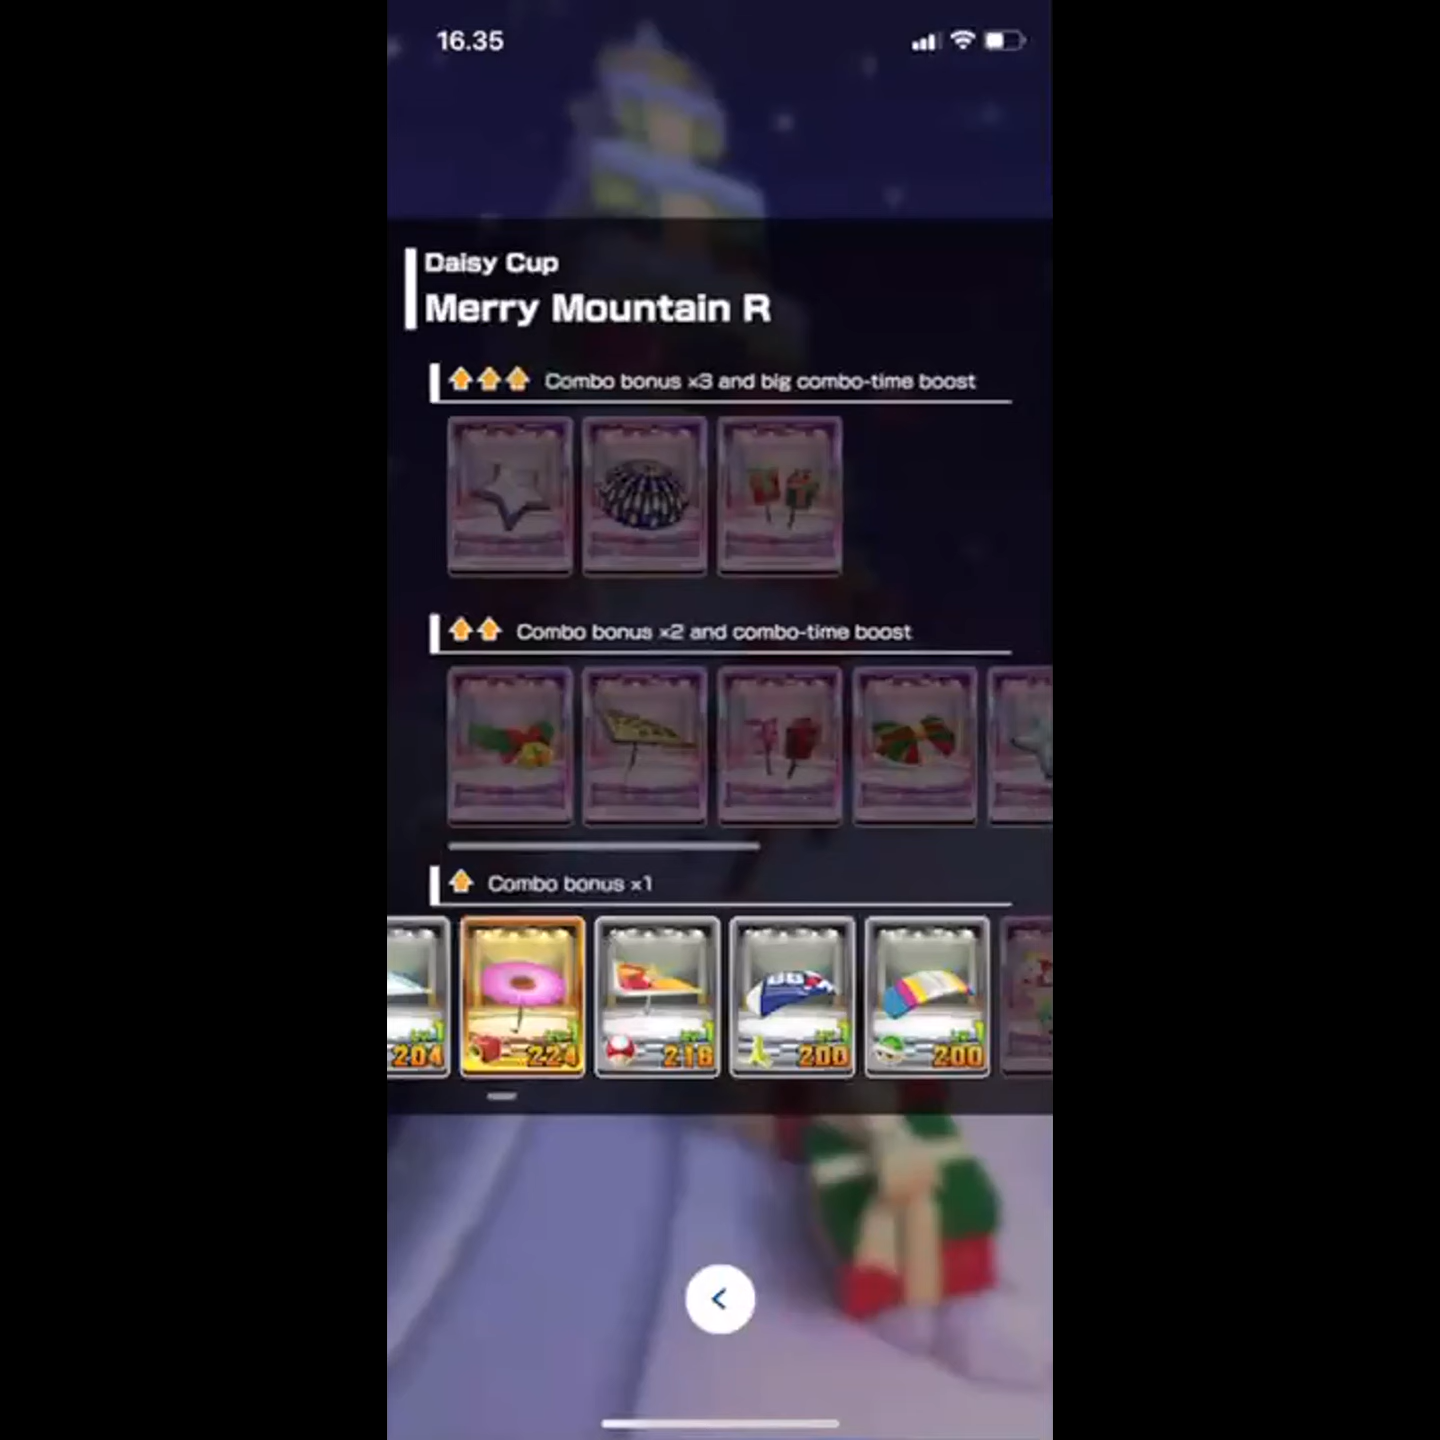 16.35
Daisy Cup
Merry Mountain R
Combo bonus ×3 and big combo-time boost
Combo bonus ×2 and combo-time boost
Combo bonus ×1
204
224
216
200
200